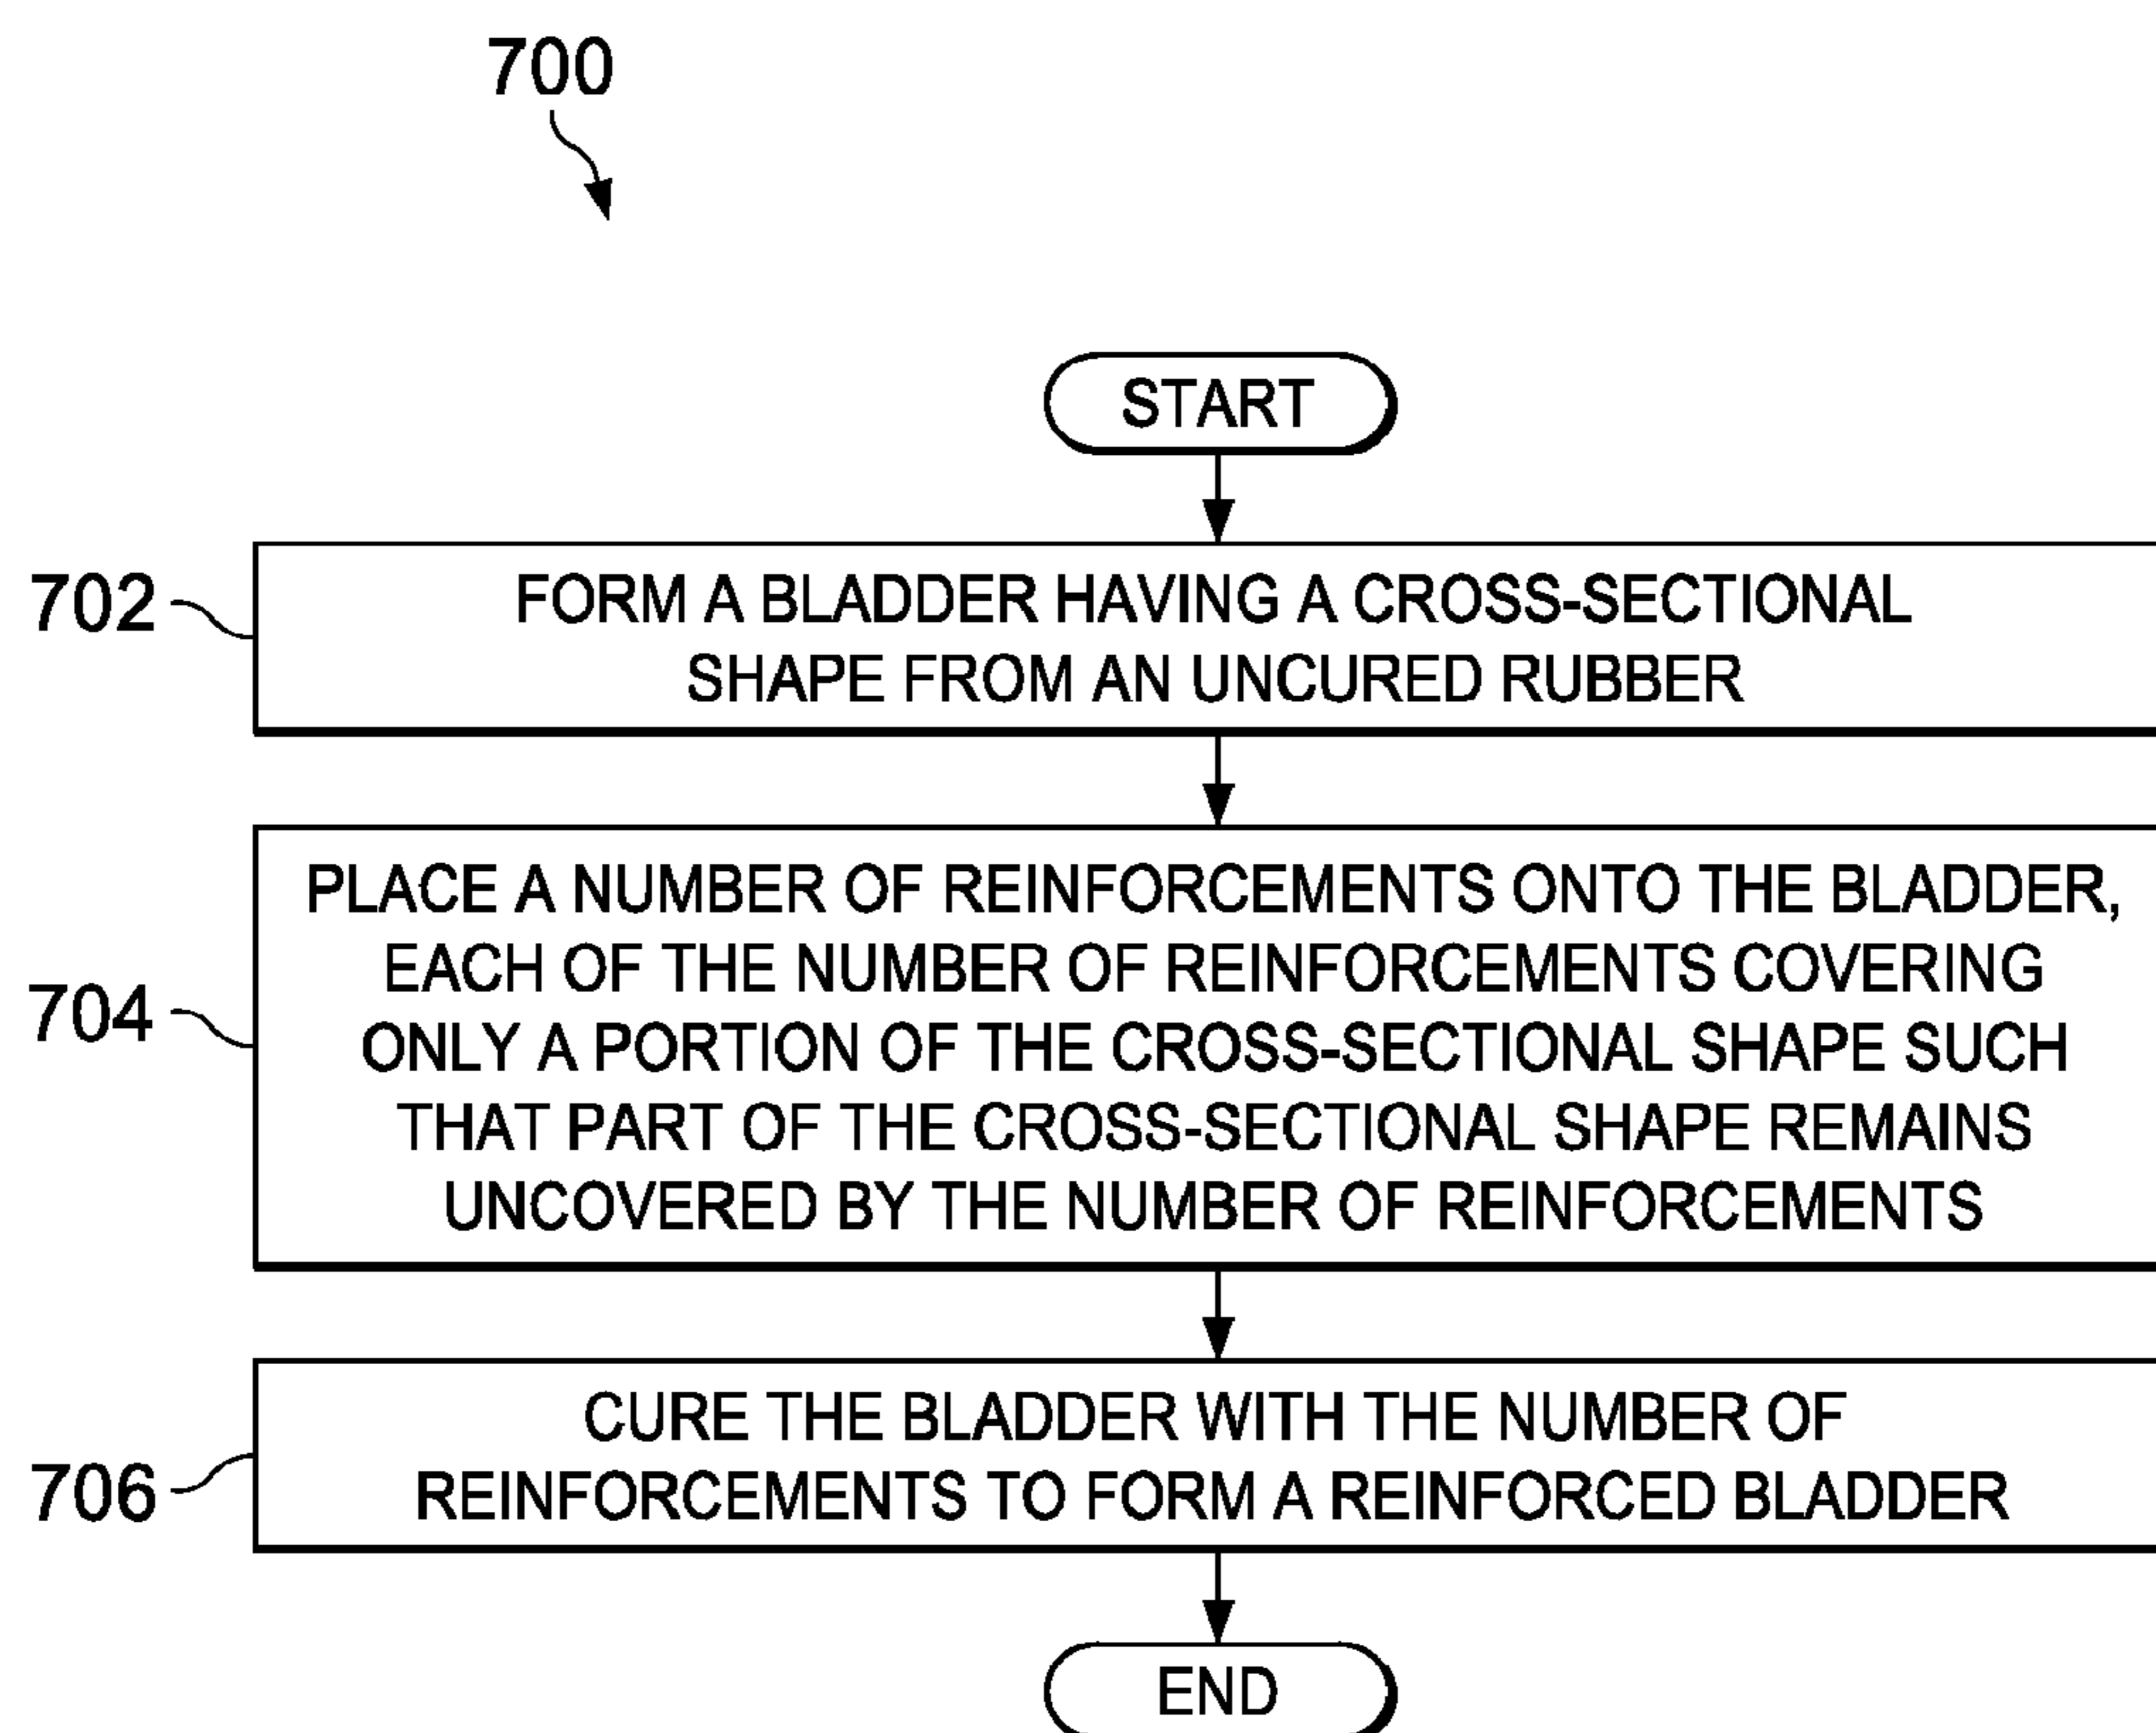 700
START
702
FORM A BLADDER HAVING A CROSS-SECTIONAL
SHAPE FROM AN UNCURED RUBBER
704
PLACE A NUMBER OF REINFORCEMENTS ONTO THE BLADDER,
EACH OF THE NUMBER OF REINFORCEMENTS COVERING
ONLY A PORTION OF THE CROSS-SECTIONAL SHAPE SUCH
THAT PART OF THE CROSS-SECTIONAL SHAPE REMAINS
UNCOVERED BY THE NUMBER OF REINFORCEMENTS
706
CURE THE BLADDER WITH THE NUMBER OF
REINFORCEMENTS TO FORM A REINFORCED BLADDER
END